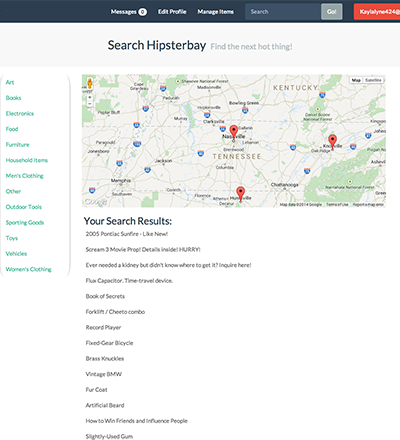 Messages 0 Edit Profile Manage Items Search Go! Kaylalyne424@
Search Hipsterbay Find the next hot thing!
Art
Books
Electronics
Food
Furniture
Household Items
Men's Clothing
Other
Outdoor Tools
Sporting Goods
Toys
Vehicles
Women's Clothing
Map Satellite
KENTUCKY
Bowling Green
Clarksville
Nashville
Knoxville
TENNESSEE
Jackson
Memphis
Chattanooga
Florence
Huntsville
Decatur
Jonesboro
Google
Map data ©2014 Google Terms of Use Report a map error
Your Search Results:
2005 Pontiac Sunfire - Like New!
Scream 3 Movie Prop! Details inside! HURRY!
Ever needed a kidney but didn't know where to get it? Inquire here!
Flux Capacitor. Time-travel device.
Book of Secrets
Forklift / Cheeto combo
Record Player
Fixed-Gear Bicycle
Brass Knuckles
Vintage BMW
Fur Coat
Artificial Beard
How to Win Friends and Influence People
Slightly-Used Gum